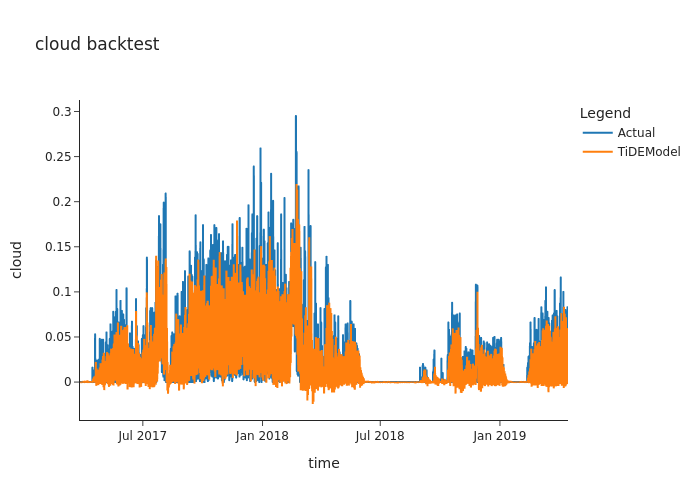 cloud backtest
Legend
Actual
TiDEModel
cloud
0.3
0.25
0.2
0.15
0.1
0.05
0
Jul 2017
Jan 2018
Jul 2018
Jan 2019
time